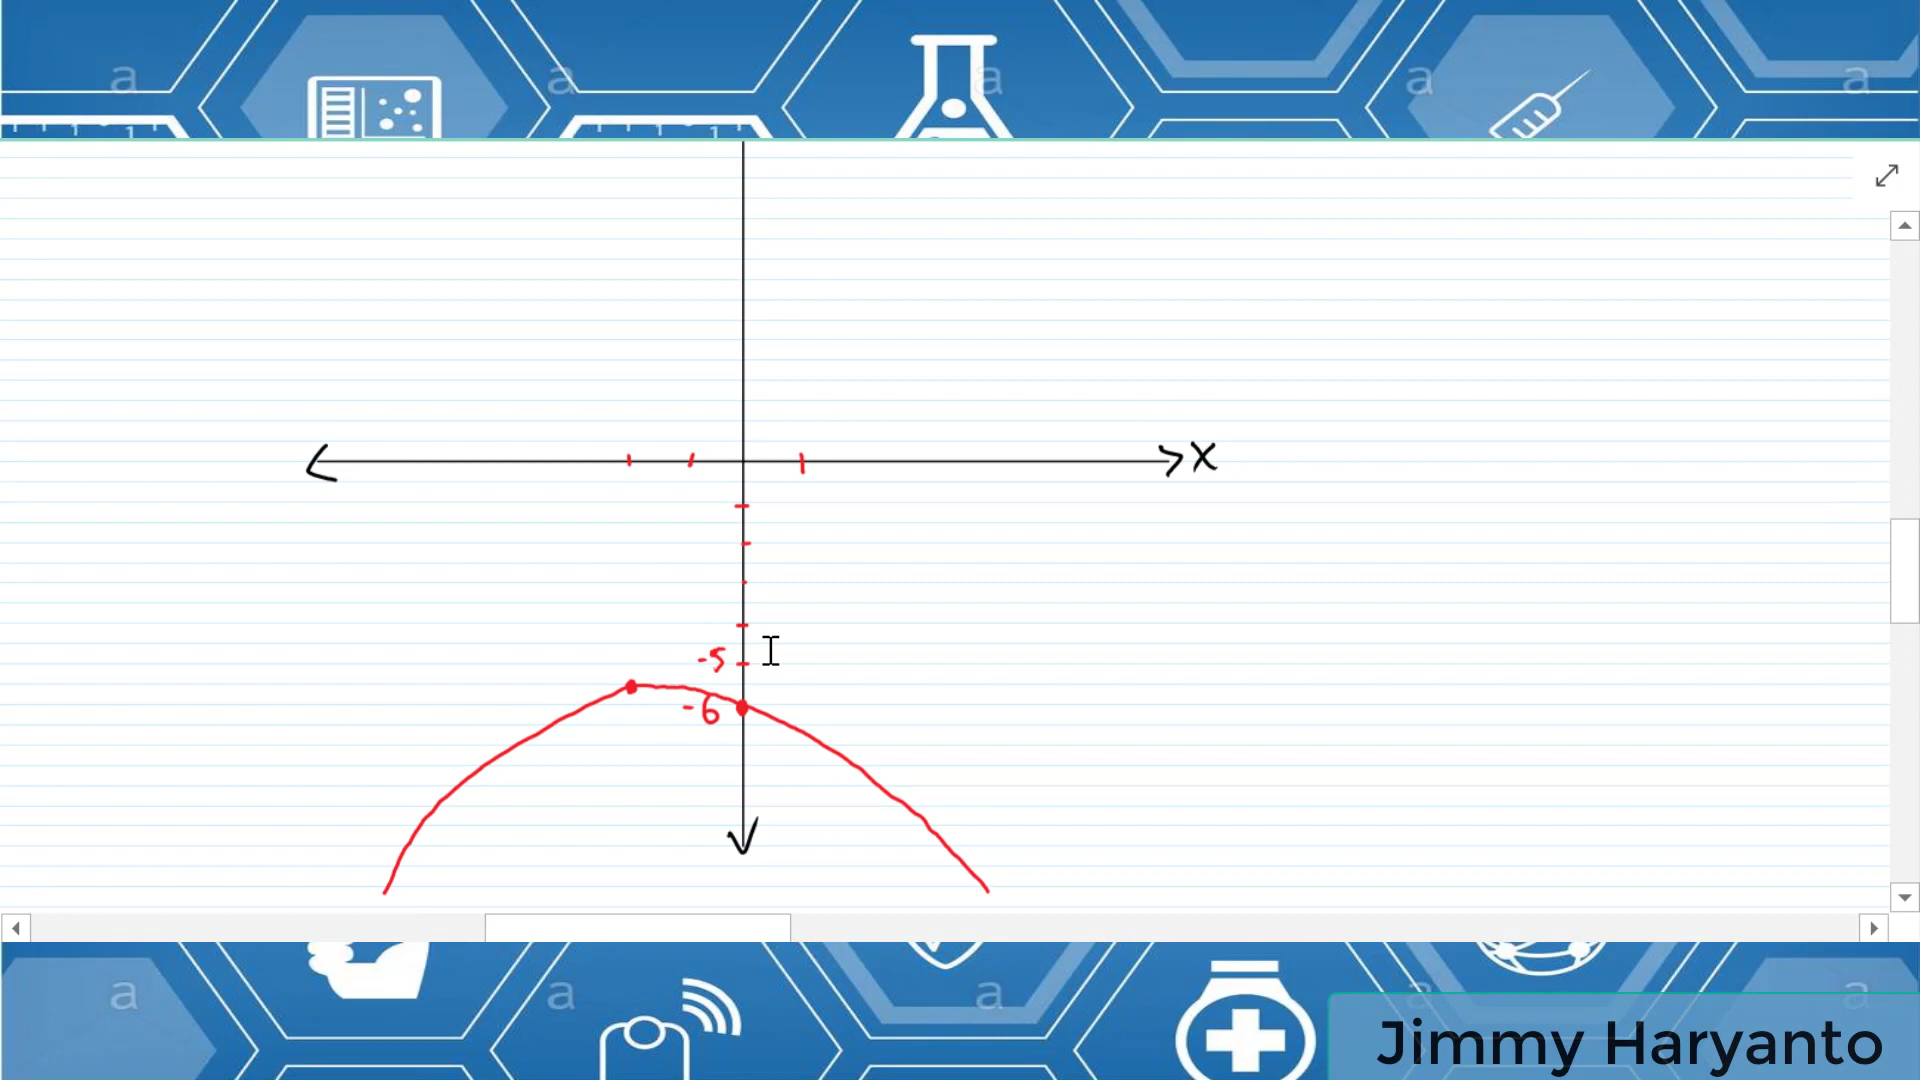 a a a a a
X
-5
-6
a a a a a
Jimmy Haryanto